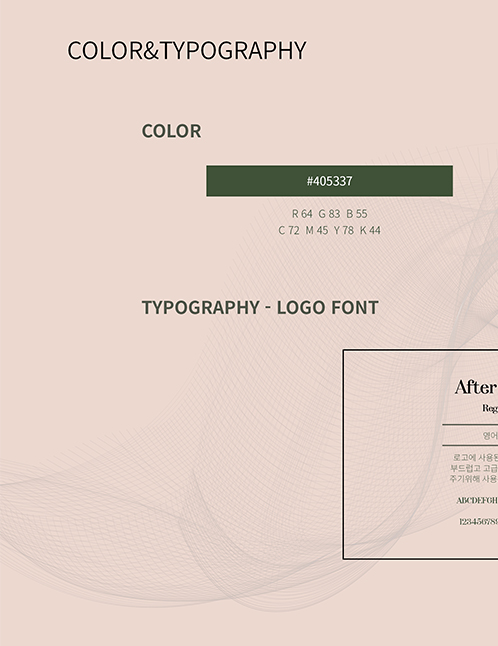 COLOR&TYPOGRAPHY
COLOR
#405337
R 64 G 83 B 55
C 72 M 45 Y 78 K 44
TYPOGRAPHY - LOGO FONT
After
Reg
영어
로고에 사용된
부드럽고 고급
주기위해 사용
ABCDEFGH
123456789